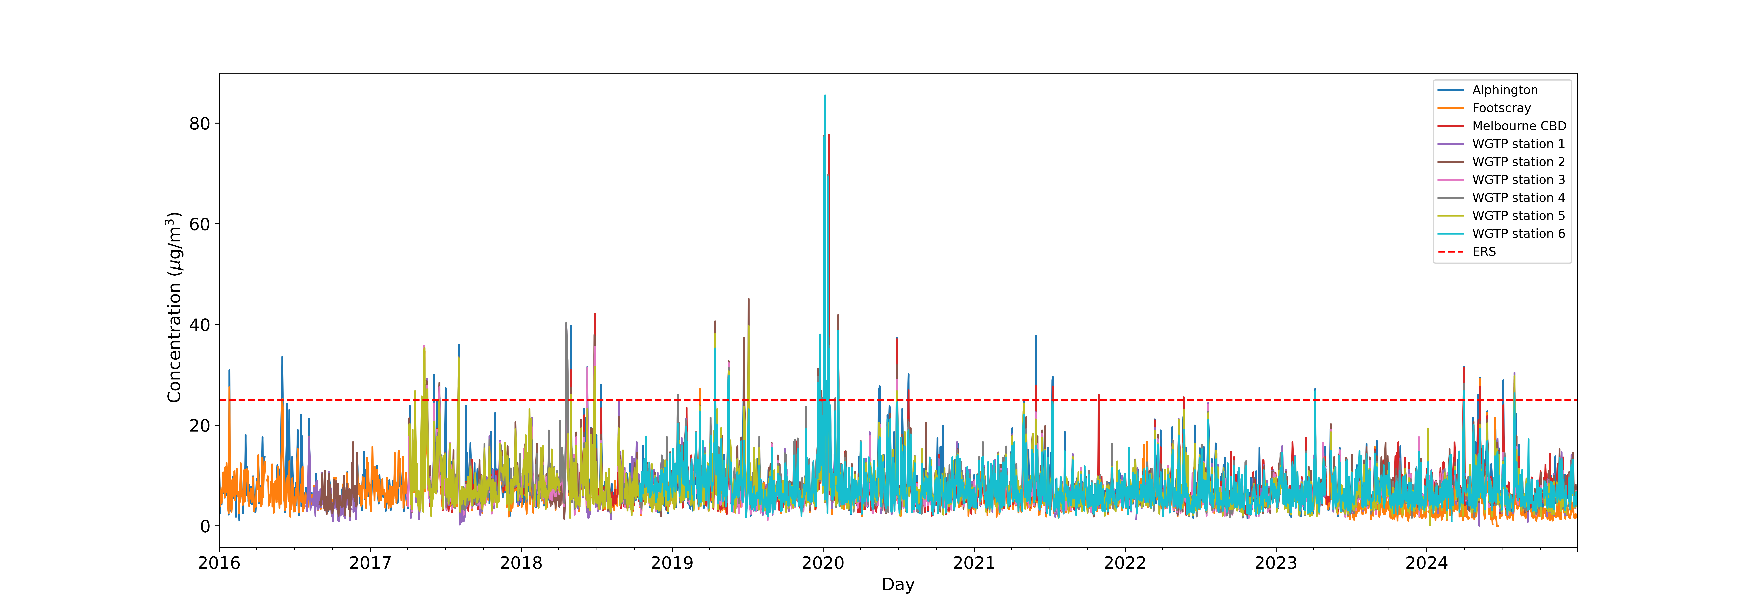 80
60
40
20
0
Concentration (μg/m³)
2016 2017 2018 2019 2020 2021 2022 2023 2024
Day
Alphington
Footscray
Melbourne CBD
WGTP station 1
WGTP station 2
WGTP station 3
WGTP station 4
WGTP station 5
WGTP station 6
ERS